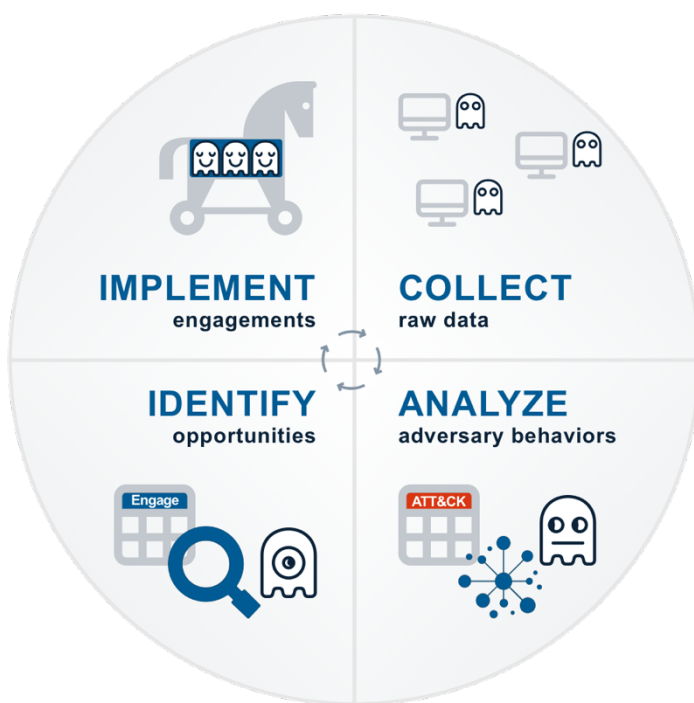 IMPLEMENT
engagements
COLLECT
raw data
IDENTIFY
opportunities
Engage
ANALYZE
adversary behaviors
ATT&CK